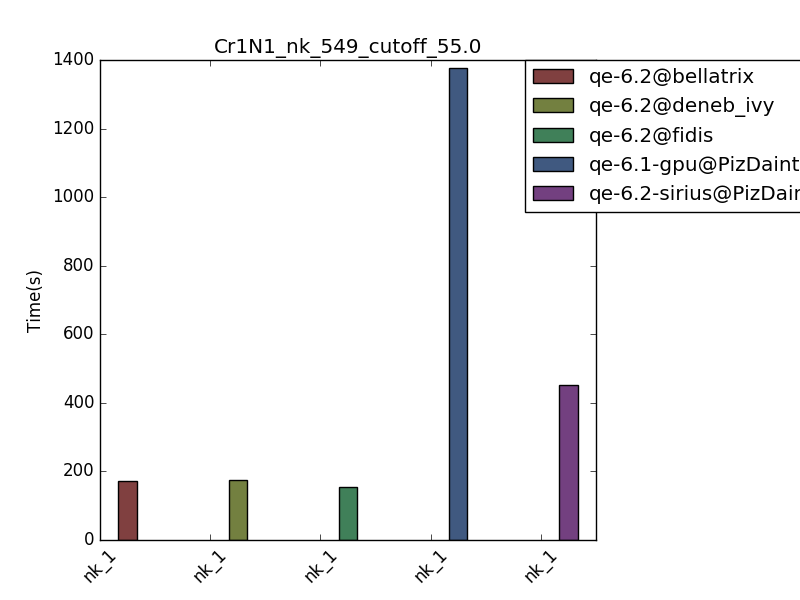 Cr1N1_nk_549_cutoff_55.0
1400
1200
1000
800
600
400
200
0
Time(s)
qe-6.2@bellatrix
qe-6.2@deneb_ivy
qe-6.2@fidis
qe-6.1-gpu@PizDaint
qe-6.2-sirius@PizDain
nk_1
nk_1
nk_1
nk_1
nk_1